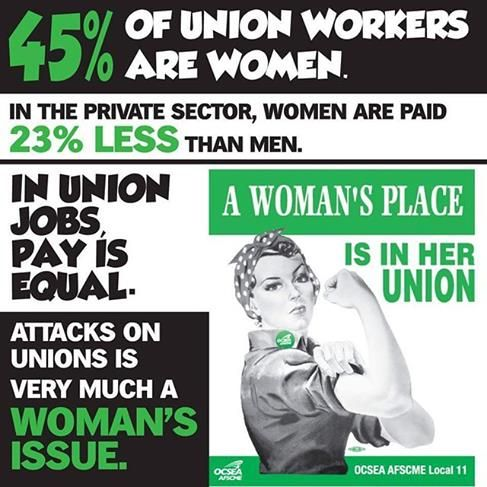 45% OF UNION WORKERS
ARE WOMEN.
IN THE PRIVATE SECTOR, WOMEN ARE PAID
23% LESS THAN MEN.
IN UNION
JOBS,
PAY IS
EQUAL.
ATTACKS ON
UNIONS IS
VERY MUCH A
WOMAN'S
ISSUE.
A WOMAN'S PLACE
IS IN HER
UNION
OCSEA
AFSCME
OCSEA
AFSCME
OCSEA AFSCME Local 11